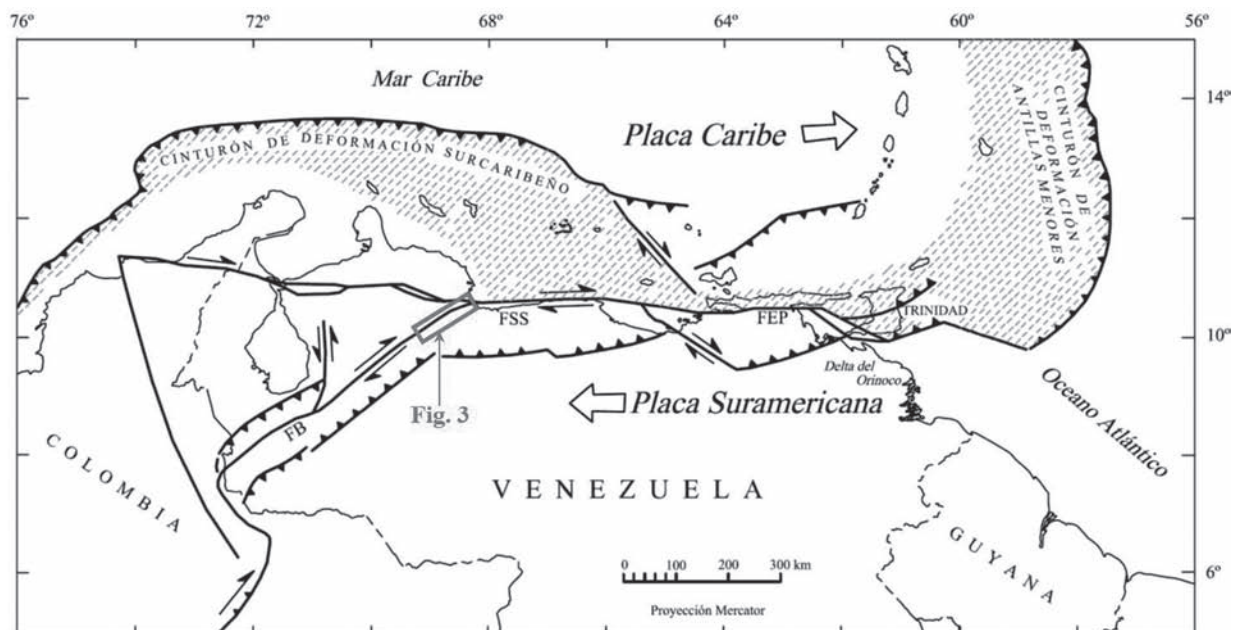 76º 72º 68º 64º 60º 56º
Mar Caribe
14º
Placa Caribe
CINTURÓN DE DEFORMACIÓN SURCARIBEÑO
CINTURÓN DE
DEFORMACIÓN
ANTILLAS MENORES
12º
FSS
FEP
TRINIDAD
10º
Delta del
Orinoco
Placa Suramericana
Fig. 3
FB
Oceano Atlántico
COLOMBIA
VENEZUELA
GUYANA
0 100 200 300 km
6º
Proyección Mercator